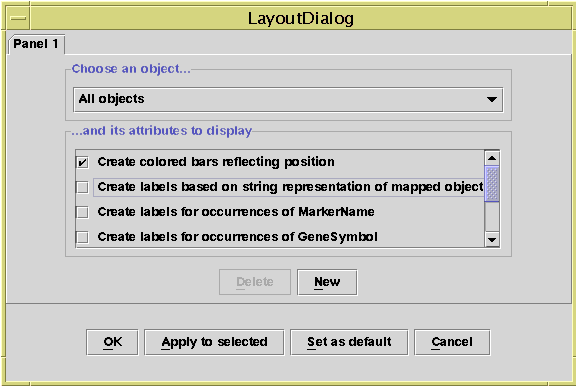 LayoutDialog
Panel 1
Choose an object...
All objects
...and its attributes to display
Create colored bars reflecting position
Create labels based on string representation of mapped object
Create labels for occurrences of MarkerName
Create labels for occurrences of GeneSymbol
Delete New
OK Apply to selected Set as default Cancel